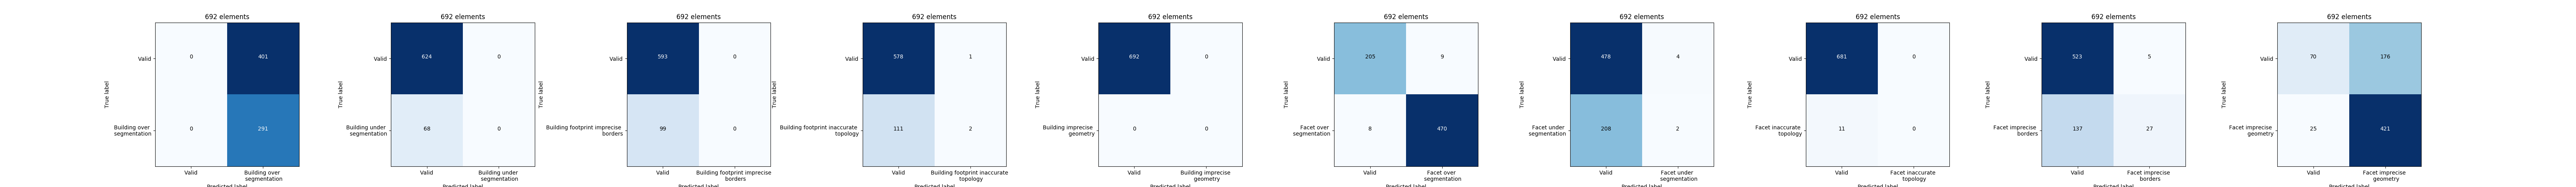 692 elements
Valid
0
401
True label
Building over
segmentation
0
291
Valid
Building over
segmentation
Predicted label
692 elements
Valid
624
0
True label
Building under
segmentation
68
0
Valid
Building under
segmentation
Predicted label
692 elements
Valid
593
0
True label
Building footprint imprecise
borders
99
0
Valid
Building footprint imprecise
borders
Predicted label
692 elements
Valid
578
1
True label
Building footprint inaccurate
topology
111
2
Valid
Building footprint inaccurate
topology
Predicted label
692 elements
Valid
692
0
True label
Building imprecise
geometry
0
0
Valid
Building imprecise
geometry
Predicted label
692 elements
Valid
205
9
True label
Facet over
segmentation
8
470
Valid
Facet over
segmentation
Predicted label
692 elements
Valid
478
4
True label
Facet under
segmentation
208
2
Valid
Facet under
segmentation
Predicted label
692 elements
Valid
681
0
True label
Facet inaccurate
topology
11
0
Valid
Facet inaccurate
topology
Predicted label
692 elements
Valid
523
5
True label
Facet imprecise
borders
137
27
Valid
Facet imprecise
borders
Predicted label
692 elements
Valid
70
176
True label
Facet imprecise
geometry
25
421
Valid
Facet imprecise
geometry
Predicted label